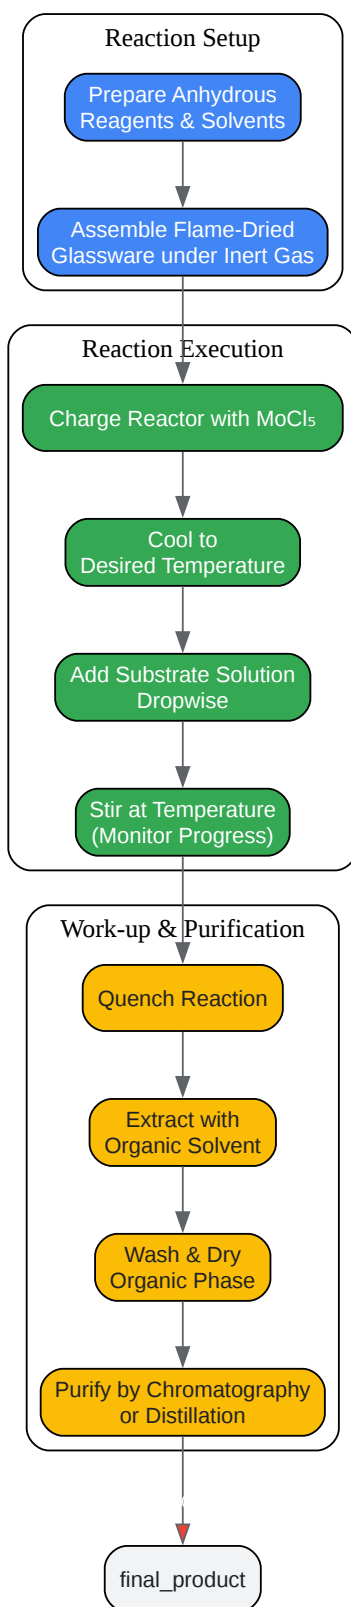 Reaction Setup
Prepare Anhydrous
Reagents & Solvents
Assemble Flame-Dried
Glassware under Inert Gas
Reaction Execution
Charge Reactor with MoCl₅
Cool to
Desired Temperature
Add Substrate Solution
Dropwise
Stir at Temperature
(Monitor Progress)
Work-up & Purification
Quench Reaction
Extract with
Organic Solvent
Wash & Dry
Organic Phase
Purify by Chromatography
or Distillation
final_product